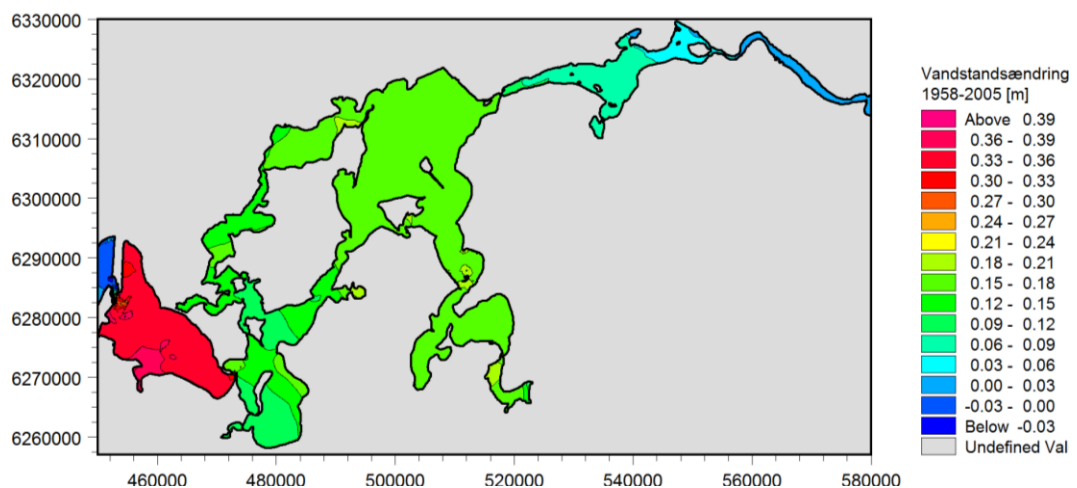 6330000
6320000
6310000
6300000
6290000
6280000
6270000
6260000
460000 480000 500000 520000 540000 560000 580000
Vandstandsændring
1958-2005 [m]
Above 0.39
0.36 - 0.39
0.33 - 0.36
0.30 - 0.33
0.27 - 0.30
0.24 - 0.27
0.21 - 0.24
0.18 - 0.21
0.15 - 0.18
0.12 - 0.15
0.09 - 0.12
0.06 - 0.09
0.03 - 0.06
0.00 - 0.03
-0.03 - 0.00
Below -0.03
Undefined Val